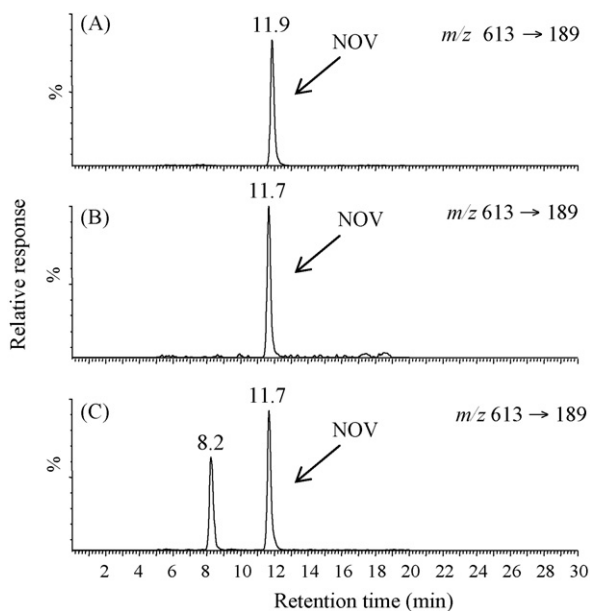 (A)
11.9
NOV
m/z 613 → 189
%
(B)
11.7
NOV
m/z 613 → 189
%
Relative response
(C)
8.2
11.7
NOV
m/z 613 → 189
%
2 4 6 8 10 12 14 16 18 20 22 24 26 28 30
Retention time (min)